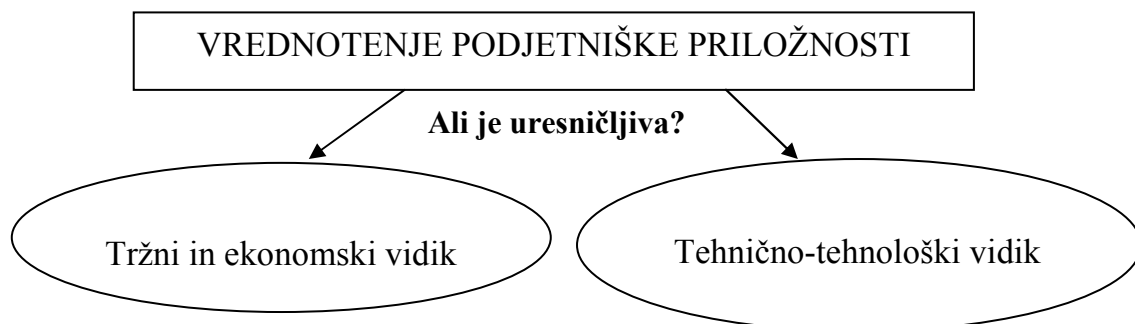 VREDNOTENJE PODJETNIŠKE PRILOŽNOSTI
Ali je uresničljiva?
Tržni in ekonomski vidik
Tehnično-tehnološki vidik